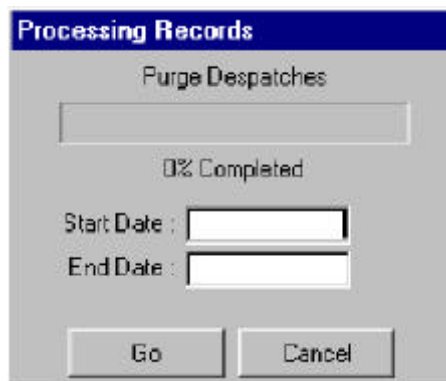 Processing Records
Purge Despatches
0% Completed
Start Date :
End Date :
Go Cancel